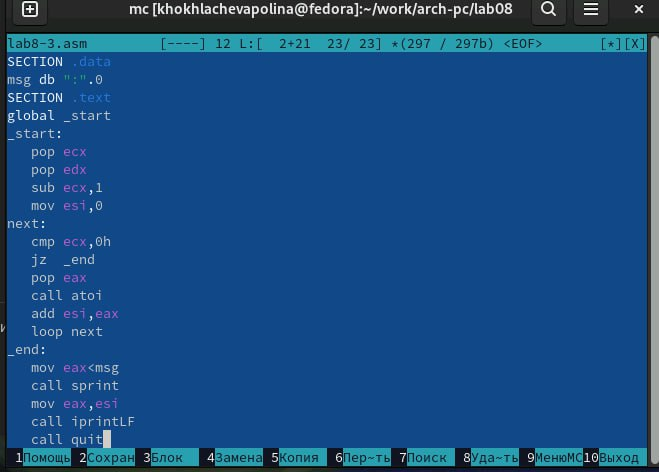 mc [khokhlachevapolina@fedora]:~/work/arch-pc/lab08
lab8-3.asm [----] 12 L:[ 2+21 23/ 23] *(297 / 297b) <EOF> [*][X]
SECTION .data
msg db ":".0
SECTION .text
global _start
_start:
pop ecx
pop edx
sub ecx,1
mov esi,0
next:
cmp ecx,0h
jz _end
pop eax
call atoi
add esi,eax
loop next
_end:
mov eax<msg
call sprint
mov eax,esi
call iprintLF
call quit
1Помощь 2Сохран 3Блок 4Замена 5Копия 6Пер~ть 7Поиск 8Уда~ть 9МенюMC 10Выход